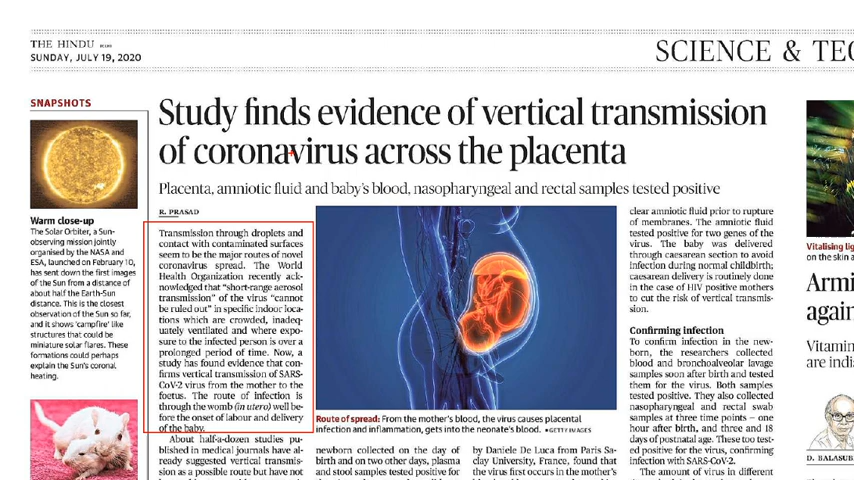 THE HINDU
SUNDAY, JULY 19, 2020
SCIENCE & TEC
SNAPSHOTS
Warm close-up
The Solar Orbiter, a Sun-
observing mission jointly
organised by the NASA and
ESA, launched on February 10,
has sent down the first images
of the Sun from a distance of
about half the Earth-Sun
distance. This is the closest
observation of the Sun so far,
and it shows 'campfire' like
structures that could be
miniature solar flares. These
formations could perhaps
explain the Sun's coronal
heating.
Study finds evidence of vertical transmission
of coronavirus across the placenta
Placenta, amniotic fluid and baby's blood, nasopharyngeal and rectal samples tested positive
R. PRASAD
Transmission through droplets and
contact with contaminated surfaces
seem to be the major routes of novel
coronavirus spread. The World
Health Organization recently ack-
nowledged that "short-range aerosol
transmission" of the virus "cannot
be ruled out" in specific indoor loca-
tions which are crowded, inadeq-
uately ventilated and where expo-
sure to the infected person is over a
prolonged period of time. Now, a
study has found evidence that con-
firms vertical transmission of SARS-
CoV-2 virus from the mother to the
foetus. The route of infection is
through the womb (in utero) well be-
fore the onset of labour and delivery
of the baby.
About half-a-dozen studies pu-
blished in medical journals have al-
ready suggested vertical transmis-
sion as a possible route but have not
Route of spread: From the mother's blood, the virus causes placental
infection and inflammation, gets into the neonate's blood. •GETTY IMAGES
newborn collected on the day of
birth and on two other days, plasma
and stool samples tested positive for
by Daniele De Luca from Paris Sa-
clay University, France, found that
the virus first occurs in the mother's
clear amniotic fluid prior to rupture
of membranes. The amniotic fluid
tested positive for two genes of the
virus. The baby was delivered
through caesarean section to avoid
infection during normal childbirth;
caesarean delivery is routinely done
in the case of HIV positive mothers
to cut the risk of vertical transmis-
sion.
Confirming infection
To confirm infection in the new-
born, the researchers collected
blood and bronchoalveolar lavage
samples soon after birth and tested
them for the virus. Both samples
tested positive. They also collected
nasopharyngeal and rectal swab
samples at three time points – one
hour after birth, and three and 18
days of postnatal age. These too test-
ed positive for the virus, confirming
infection with SARS-CoV-2.
The amount of virus in different
Vitalising lig
on the skin a
Armi
again
Vitamin
are indi
D. BALASUB